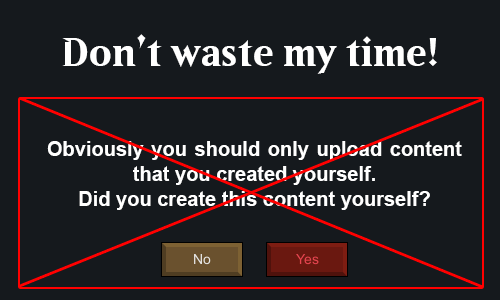 Don't waste my time!
Obviously you should only upload content
that you created yourself.
Did you create this content yourself?
No
Yes